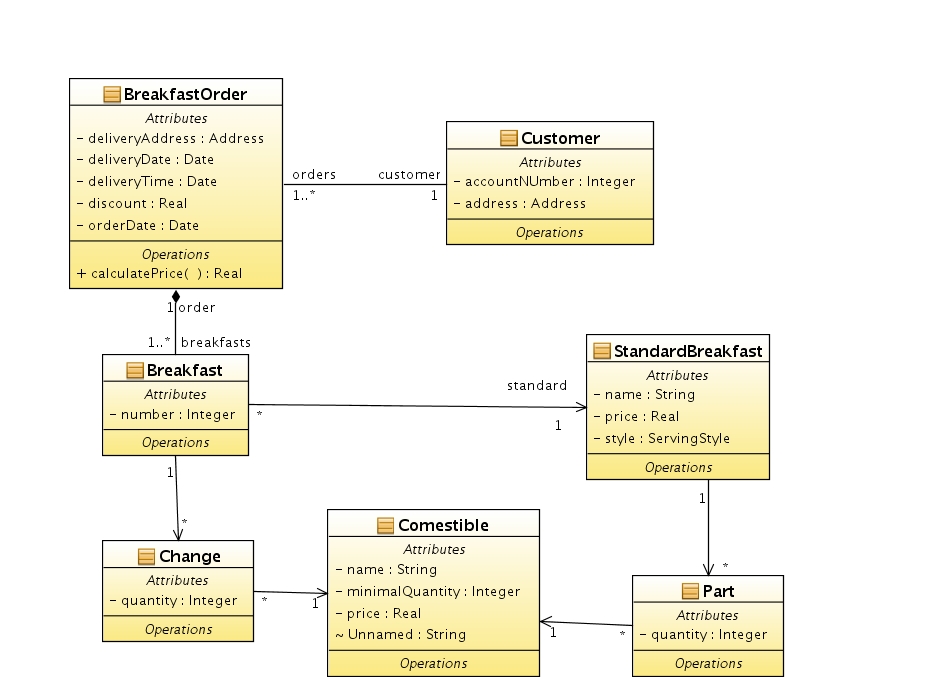 BreakfastOrder
Attributes
- deliveryAddress : Address
- deliveryDate : Date
- deliveryTime : Date
- discount : Real
- orderDate : Date
Operations
+ calculatePrice( ) : Real
orders
customer
1..*
1
Customer
Attributes
- accountNUmber : Integer
- address : Address
Operations
1 order
1..* breakfasts
Breakfast
Attributes
- number : Integer
Operations
*
standard
1
StandardBreakfast
Attributes
- name : String
- price : Real
- style : ServingStyle
Operations
1
*
1
*
Change
Attributes
- quantity : Integer
Operations
*
1
Comestible
Attributes
- name : String
- minimalQuantity : Integer
- price : Real
~ Unnamed : String
Operations
1
*
Part
Attributes
- quantity : Integer
Operations